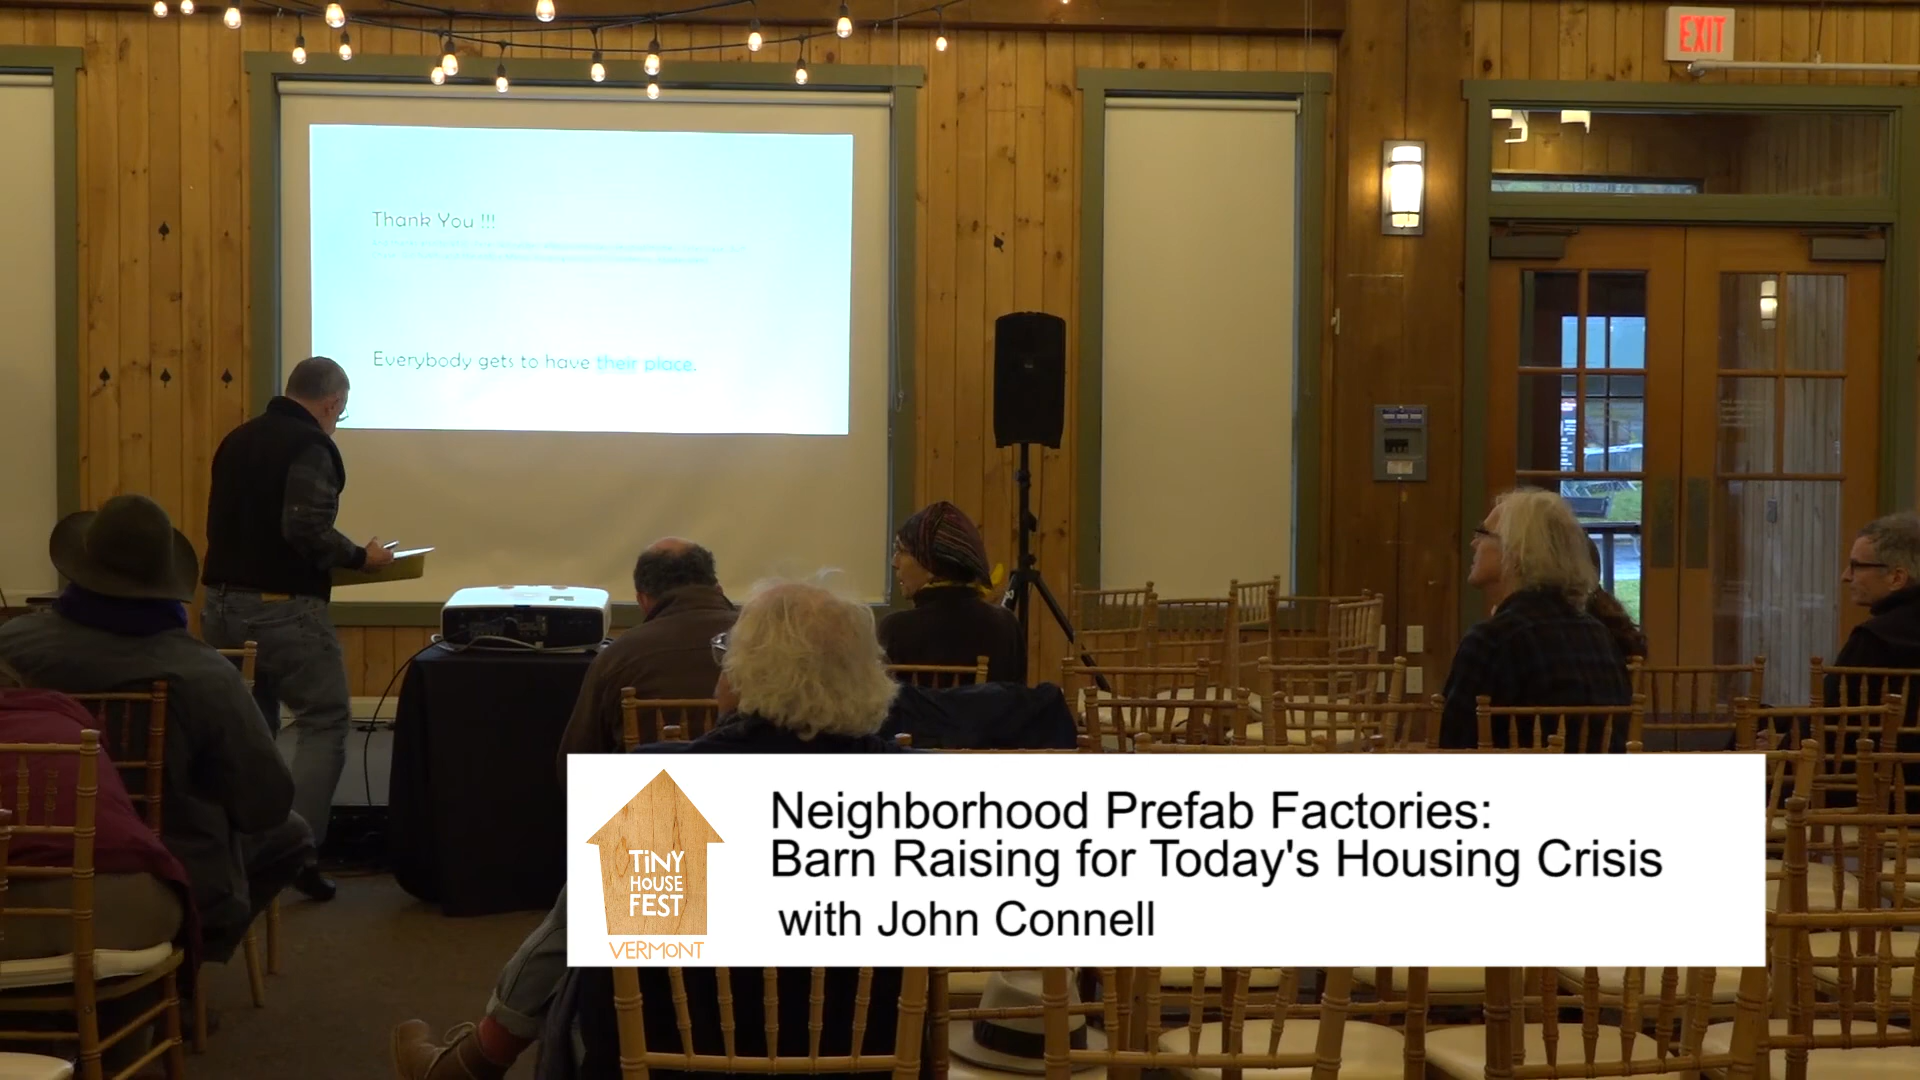 EXIT
Thank You !!!
Everybody gets to have their place.
TiNY
HOUSE
FEST
VERMONT
Neighborhood Prefab Factories:
Barn Raising for Today's Housing Crisis
with John Connell